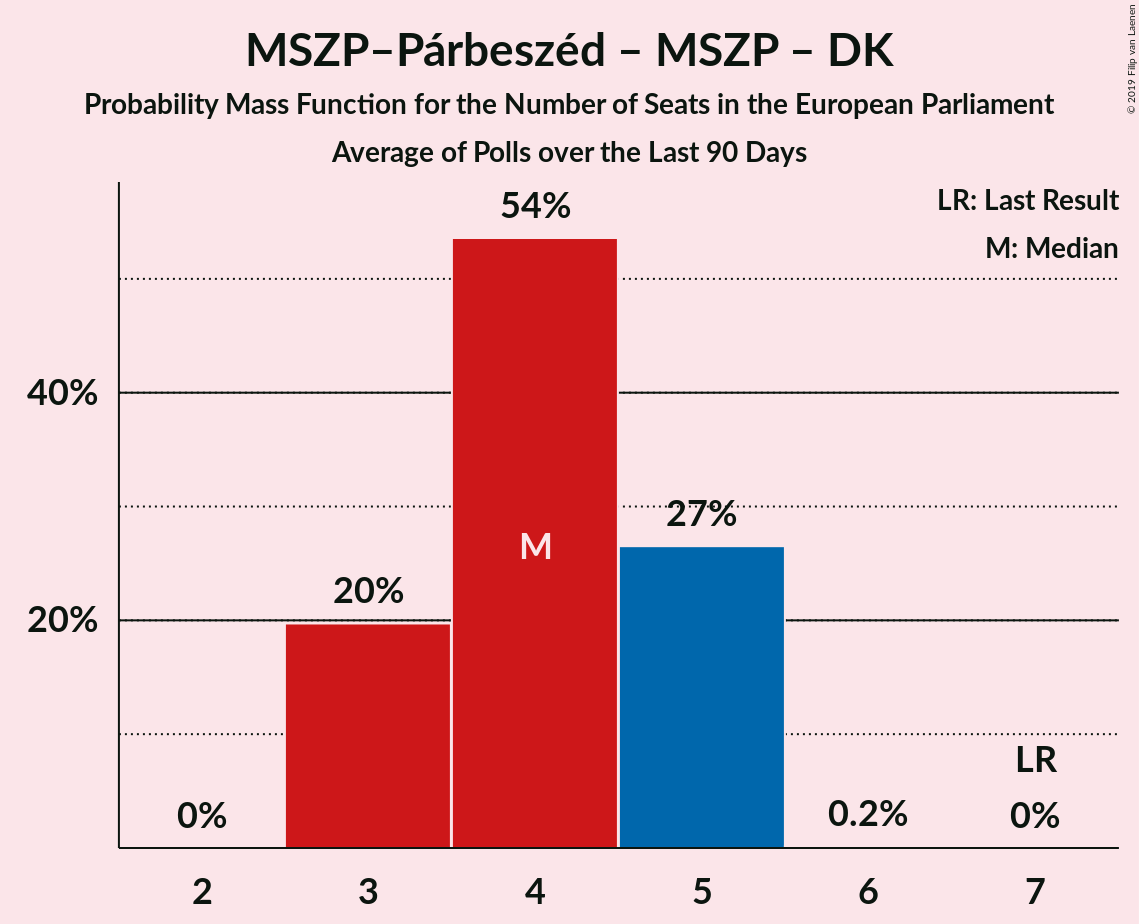 MSZP–Párbeszéd – MSZP – DK
Probability Mass Function for the Number of Seats in the European Parliament
Average of Polls over the Last 90 Days
© 2019 Filip van Laenen
LR: Last Result
M: Median
54%
40%
27%
M
20%
20%
LR
0%
0.2%
0%
2 3 4 5 6 7